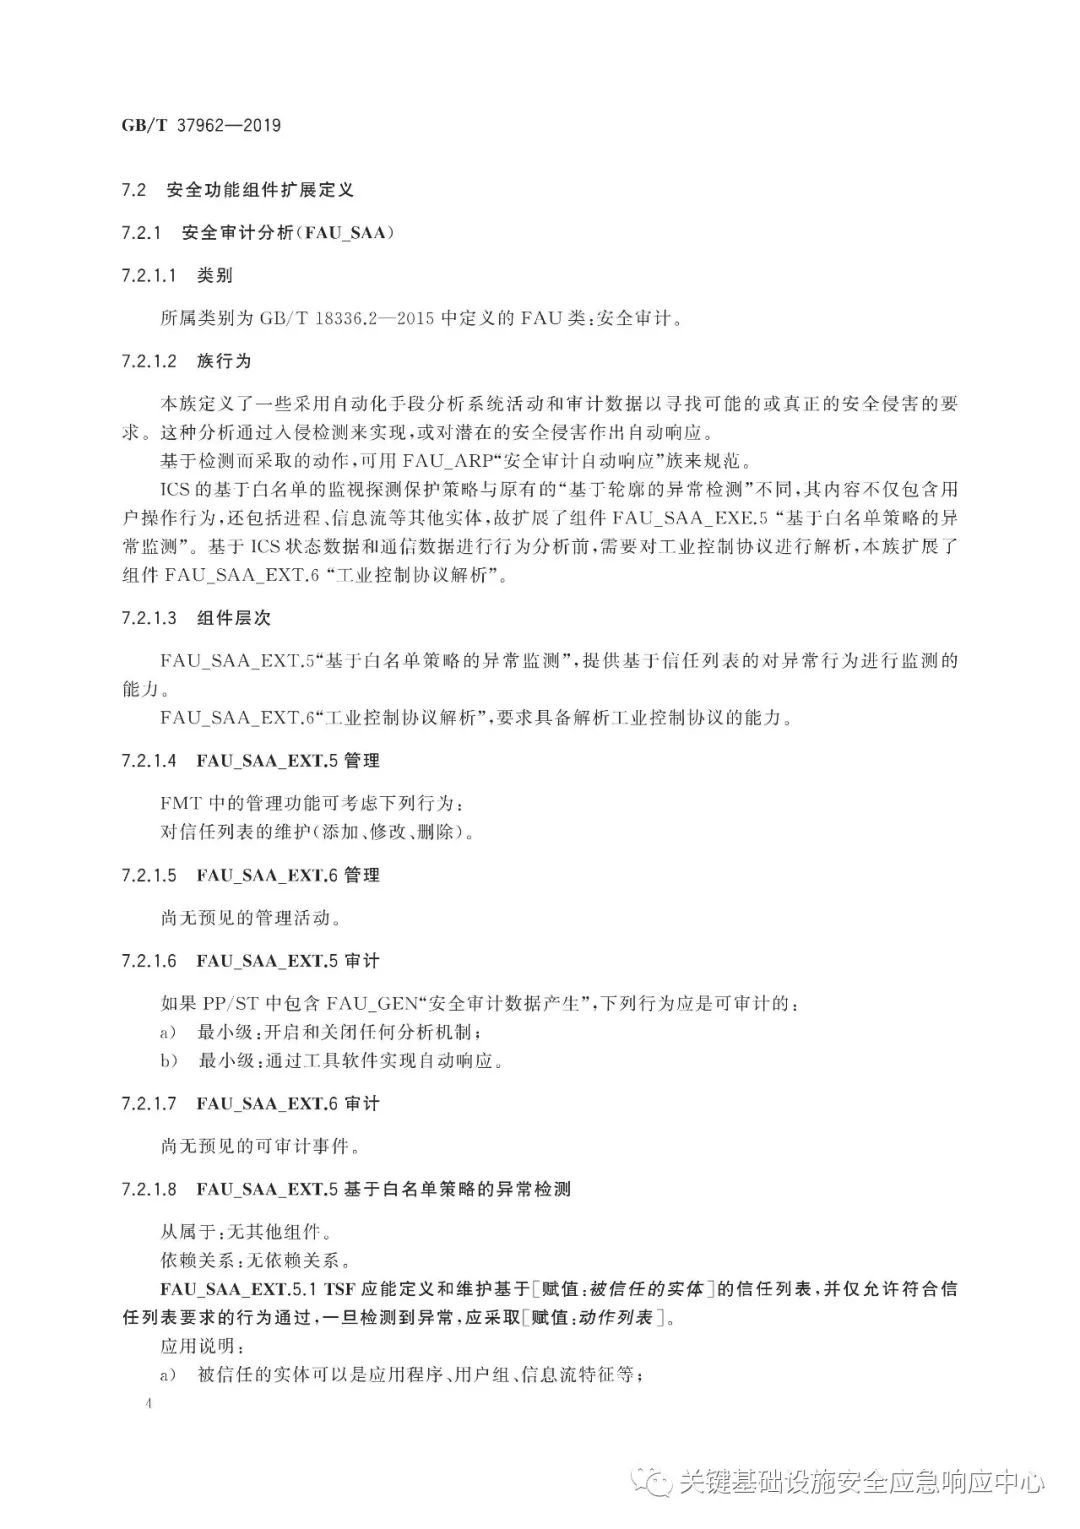 GB/T 37962—2019
7.2 安全功能组件扩展定义
7.2.1 安全审计分析(FAU_SAA)
7.2.1.1 类别
所属类别为 GB/T 18336.2—2015 中定义的 FAU 类:安全审计。
7.2.1.2 族行为
本族定义了一些采用自动化手段分析系统活动和审计数据以寻找可能的或真正的安全侵害的要
求。这种分析通过入侵检测来实现,或对潜在的安全侵害作出自动响应。
基于检测而采取的动作,可用 FAU_ARP“安全审计自动响应”族来规范。
ICS 的基于白名单的监视探测保护策略与原有的“基于轮廓的异常检测”不同,其内容不仅包含用
户操作行为,还包括进程、信息流等其他实体,故扩展了组件 FAU_SAA_EXE.5 “基于白名单策略的异
常监测”。基于 ICS 状态数据和通信数据进行行为分析前,需要对工业控制协议进行解析,本族扩展了
组件 FAU_SAA_EXT.6 “工业控制协议解析”。
7.2.1.3 组件层次
FAU_SAA_EXT.5“基于白名单策略的异常监测”,提供基于信任列表的对异常行为进行监测的
能力。
FAU_SAA_EXT.6“工业控制协议解析”,要求具备解析工业控制协议的能力。
7.2.1.4 FAU_SAA_EXT.5 管理
FMT 中的管理功能可考虑下列行为:
对信任列表的维护(添加、修改、删除)。
7.2.1.5 FAU_SAA_EXT.6 管理
尚无预见的管理活动。
7.2.1.6 FAU_SAA_EXT.5 审计
如果 PP/ST 中包含 FAU_GEN“安全审计数据产生”,下列行为应是可审计的:
a) 最小级:开启和关闭任何分析机制;
b) 最小级:通过工具软件实现自动响应。
7.2.1.7 FAU_SAA_EXT.6 审计
尚无预见的可审计事件。
7.2.1.8 FAU_SAA_EXT.5 基于白名单策略的异常检测
从属于:无其他组件。
依赖关系:无依赖关系。
FAU_SAA_EXT.5.1 TSF 应能定义和维护基于[赋值:被信任的实体]的信任列表,并仅允许符合信
任列表要求的行为通过,一旦检测到异常,应采取[赋值:动作列表]。
应用说明:
a) 被信任的实体可以是应用程序、用户组、信息流特征等;
4
关键基础设施安全应急响应中心